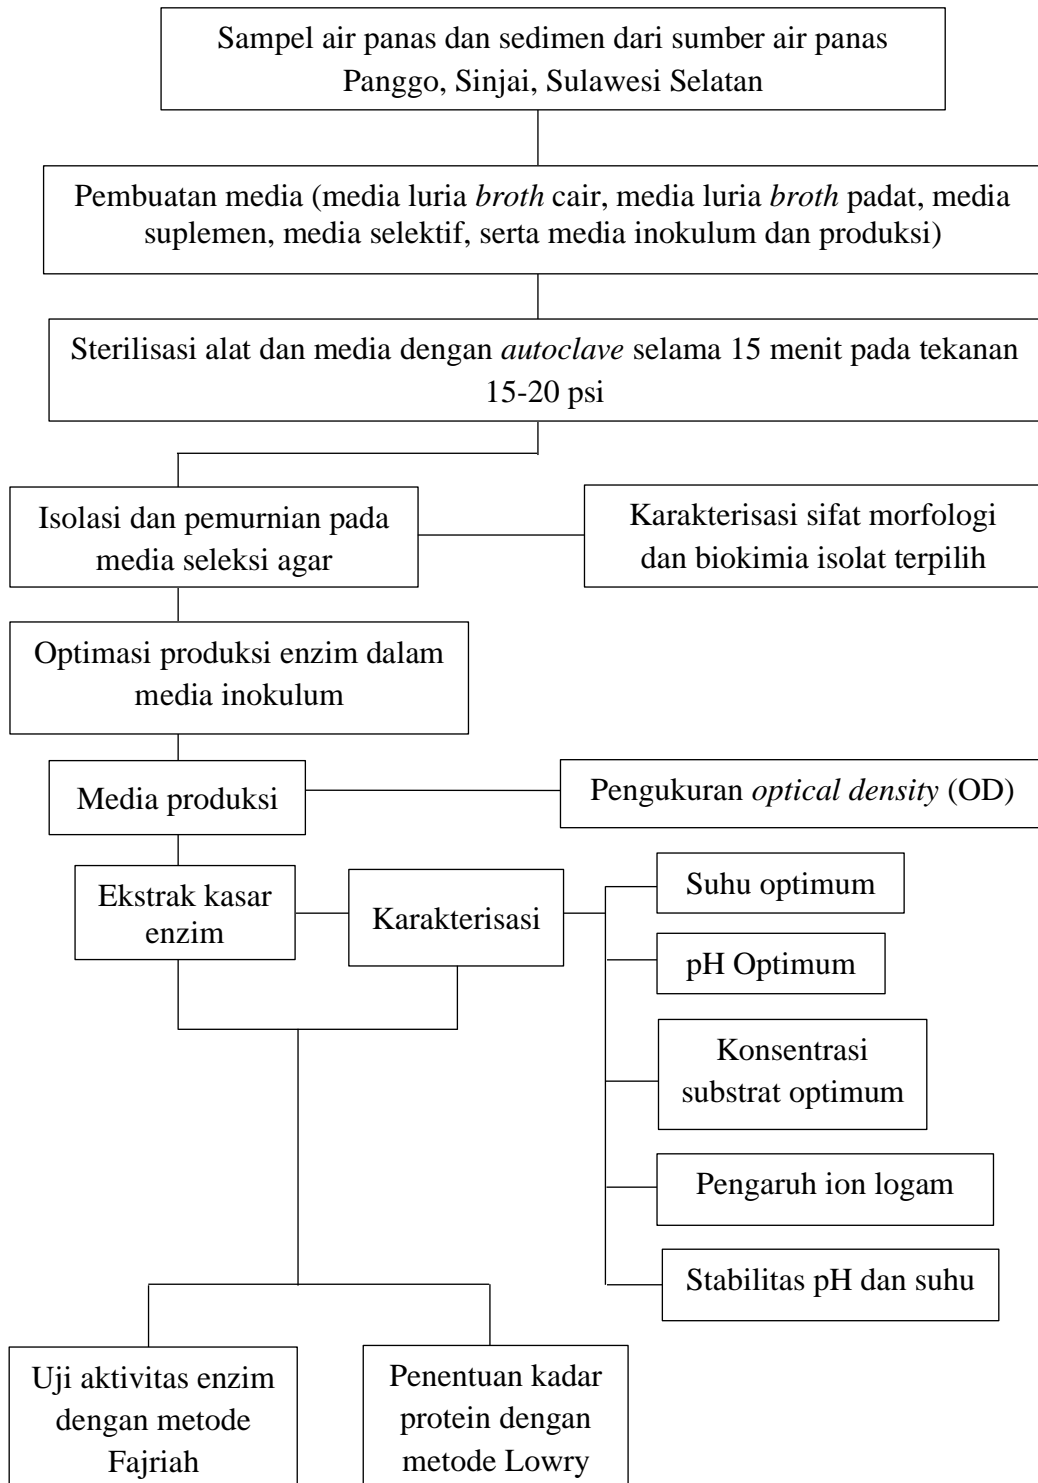 Sampel air panas dan sedimen dari sumber air panas
Panggo, Sinjai, Sulawesi Selatan
Pembuatan media (media luria broth cair, media luria broth padat, media
suplemen, media selektif, serta media inokulum dan produksi)
Sterilisasi alat dan media dengan autoclave selama 15 menit pada tekanan
15-20 psi
Isolasi dan pemurnian pada
media seleksi agar
Karakterisasi sifat morfologi
dan biokimia isolat terpilih
Optimasi produksi enzim dalam
media inokulum
Media produksi
Pengukuran optical density (OD)
Ekstrak kasar
enzim
Karakterisasi
Suhu optimum
pH Optimum
Konsentrasi
substrat optimum
Pengaruh ion logam
Stabilitas pH dan suhu
Uji aktivitas enzim
dengan metode
Fajriah
Penentuan kadar
protein dengan
metode Lowry